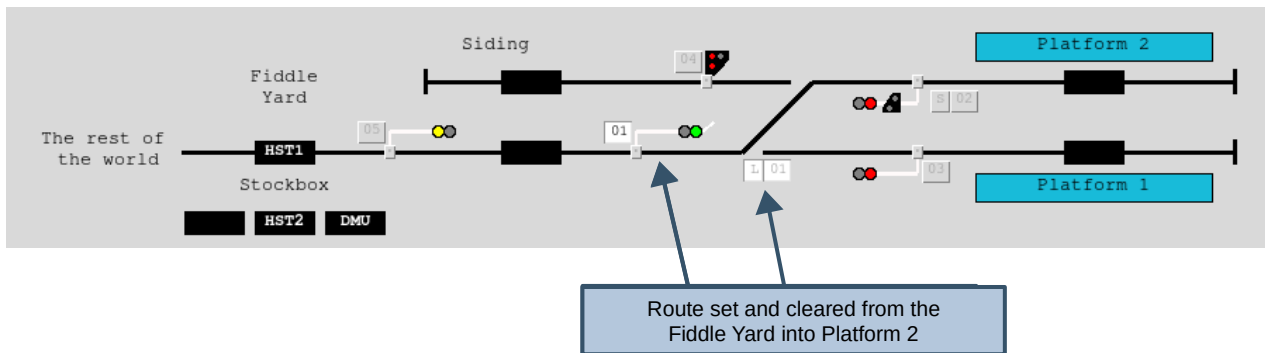 Siding
04
Platform 2
Fiddle
Yard
S 02
05
01
The rest of
the world
HST1
L 01
03
Stockbox
Platform 1
HST2 DMU
Route set and cleared from the
Fiddle Yard into Platform 2